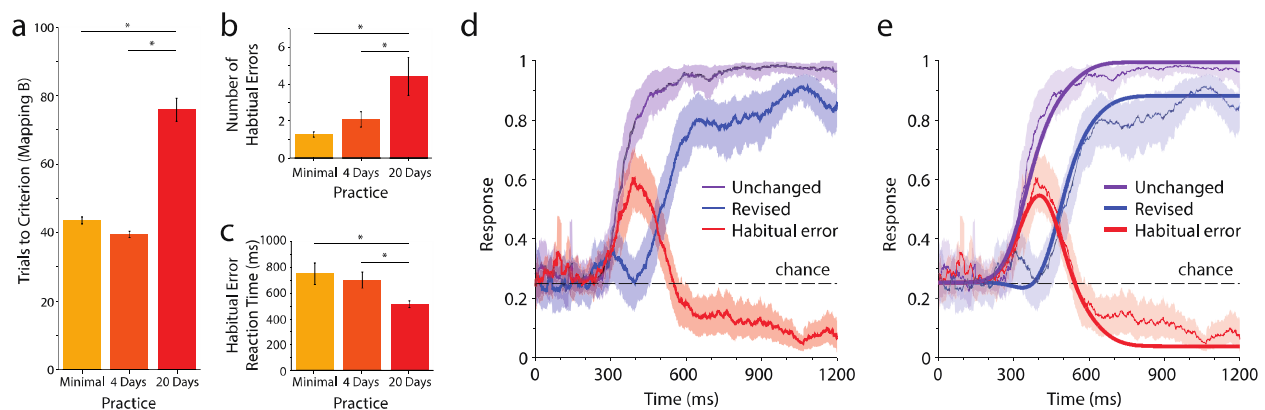 a
Trials to Criterion (Mapping B)
100
80
60
40
20
0
*
*
Minimal 4 Days 20 Days
Practice
b
Number of
Habtiual Errors
6
4
2
0
*
*
Minimal 4 Days 20 Days
Practice
c
Habitual Error
Reaction Time (ms)
1000
800
600
400
200
0
*
*
Minimal 4 Days 20 Days
Practice
d
Response
1
0.8
0.6
0.4
0.2
0
Unchanged
Revised
Habitual error
chance
0 300 600 900 1200
Time (ms)
e
Response
1
0.8
0.6
0.4
0.2
0
Unchanged
Revised
Habitual error
chance
0 300 600 900 1200
Time (ms)